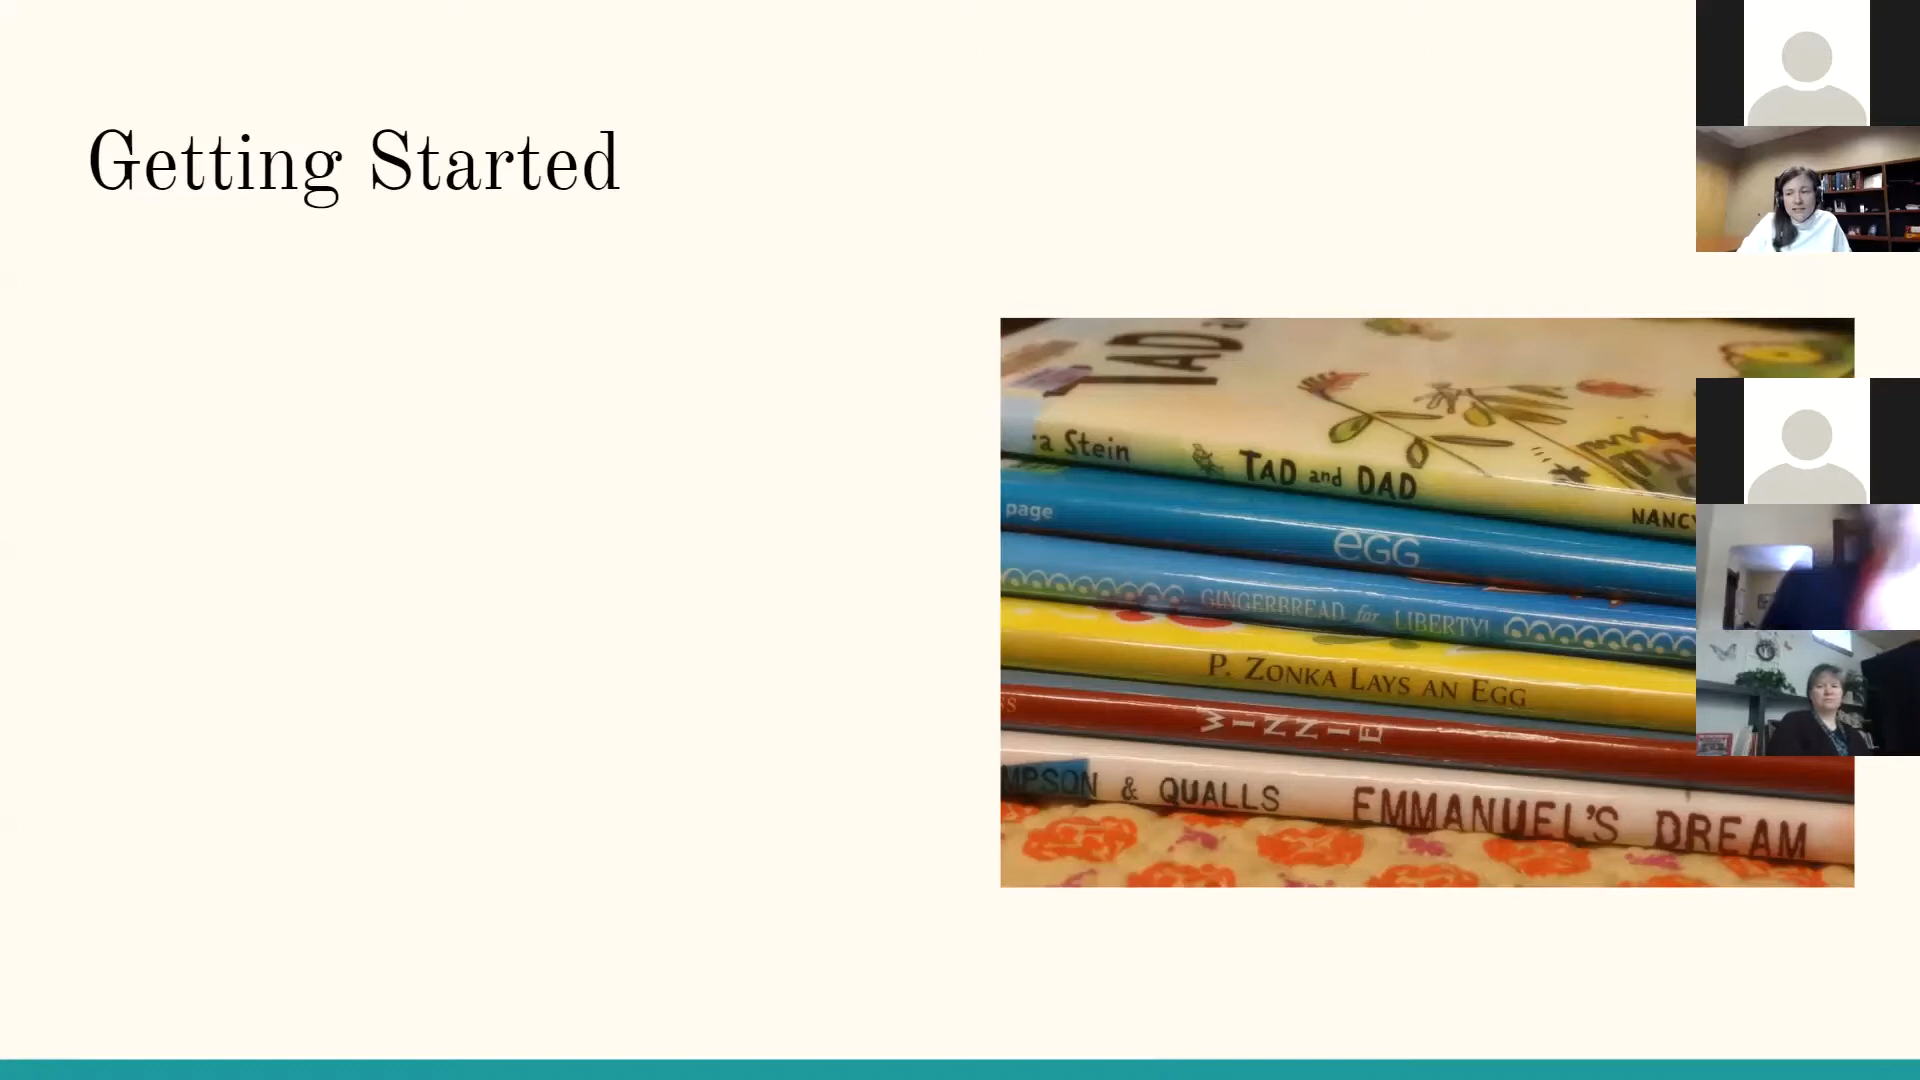 Getting Started
TAD
a Stein TAD and DAD NANCY
page egg
GINGERBREAD for LIBERTY!
P. ZONKA LAYS AN EGG
WINNIE
MPSON & QUALLS EMMANUEL'S DREAM